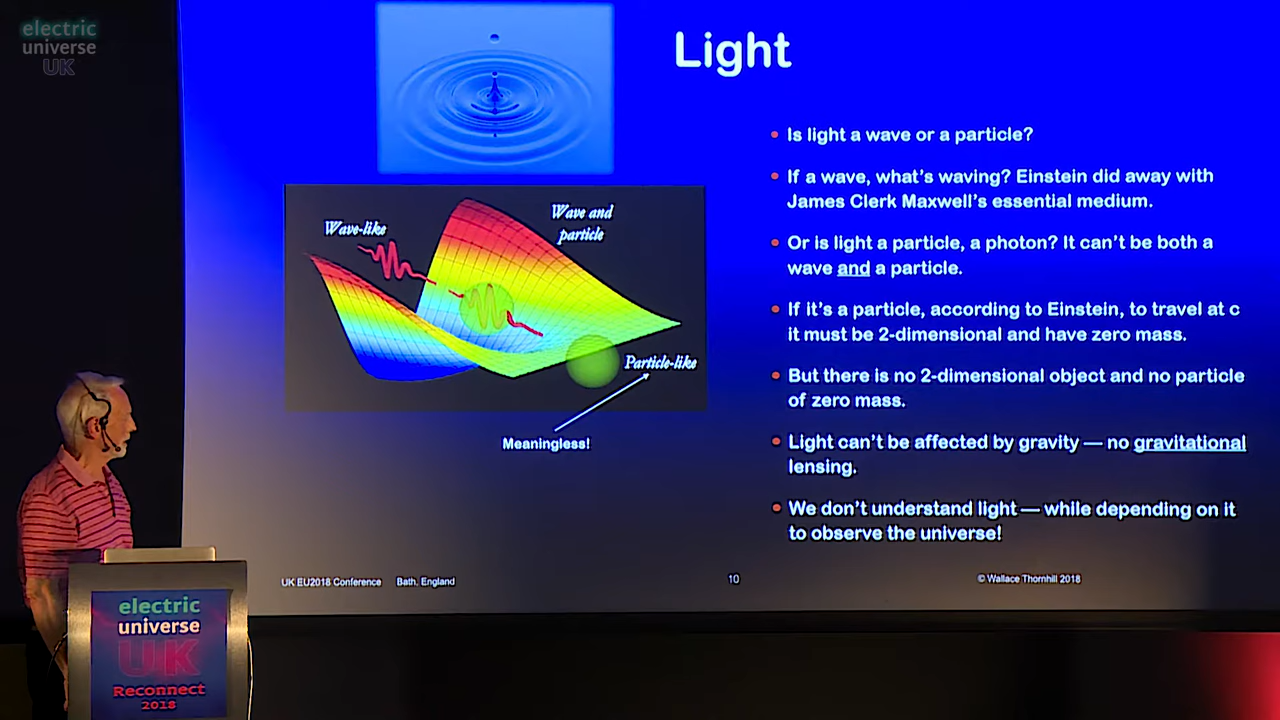 electric
universe
UK
Light
Is light a wave or a particle?
If a wave, what's waving? Einstein did away with
James Clerk Maxwell's essential medium.
Or is light a particle, a photon? It can't be both a
wave and a particle.
If it's a particle, according to Einstein, to travel at c
it must be 2-dimensional and have zero mass.
But there is no 2-dimensional object and no particle
of zero mass.
Light can't be affected by gravity — no gravitational
lensing.
We don't understand light — while depending on it
to observe the universe!
Wave-like
Wave and
particle
Particle-like
Meaningless!
UK EU2018 Conference Bath, England
10
© Wallace Thornhill 2018
electric
universe
UK
Reconnect
2018